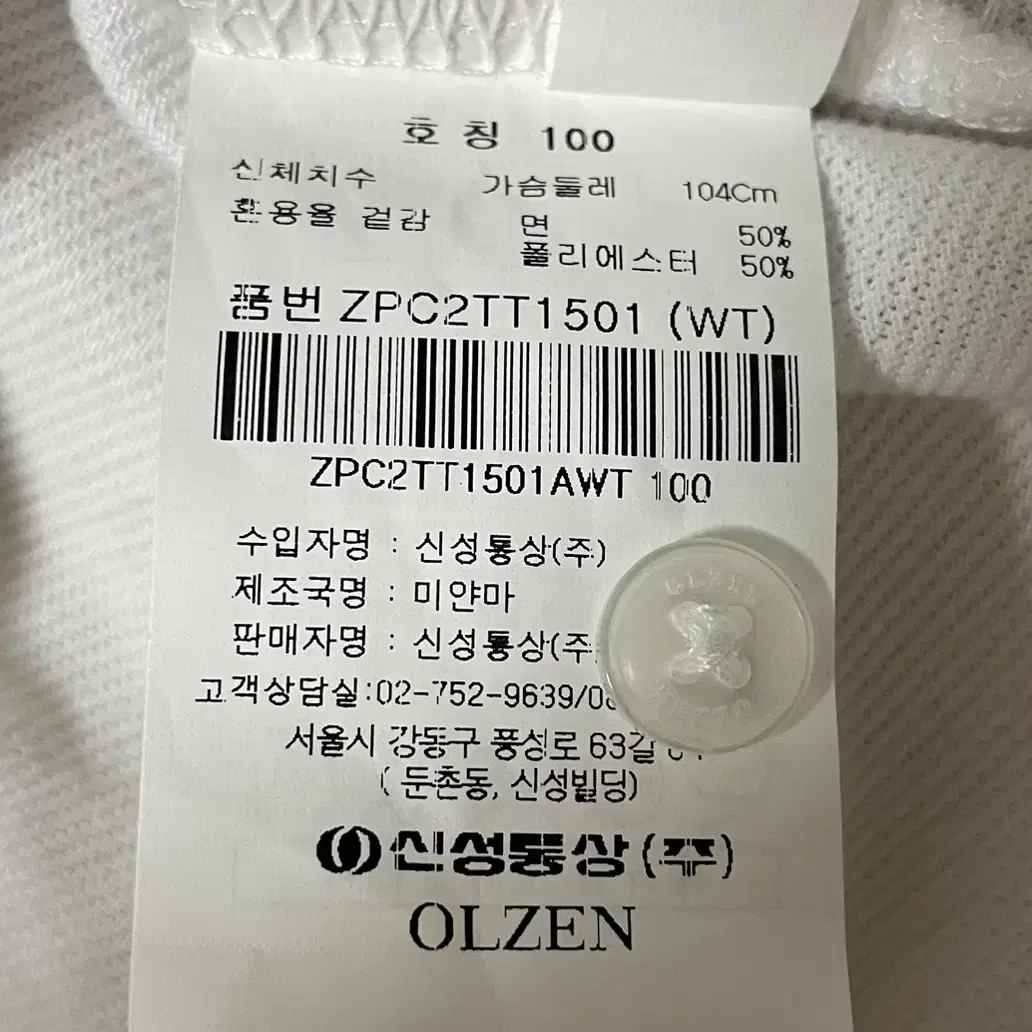 호 칭 100
신체치수 가슴둘레 104Cm
혼용율 겉감 면 50%
폴리에스터 50%
품번 ZPC2TT1501 (WT)
ZPC2TT1501AWT 100
수입자명 : 신성통상(주)
제조국명 : 미얀마
판매자명 : 신성통상(주
고객상담실:02-752-9639/0
서울시 강동구 풍성로 63길
( 둔촌동, 신성빌딩)
신성통상(주)
OLZEN